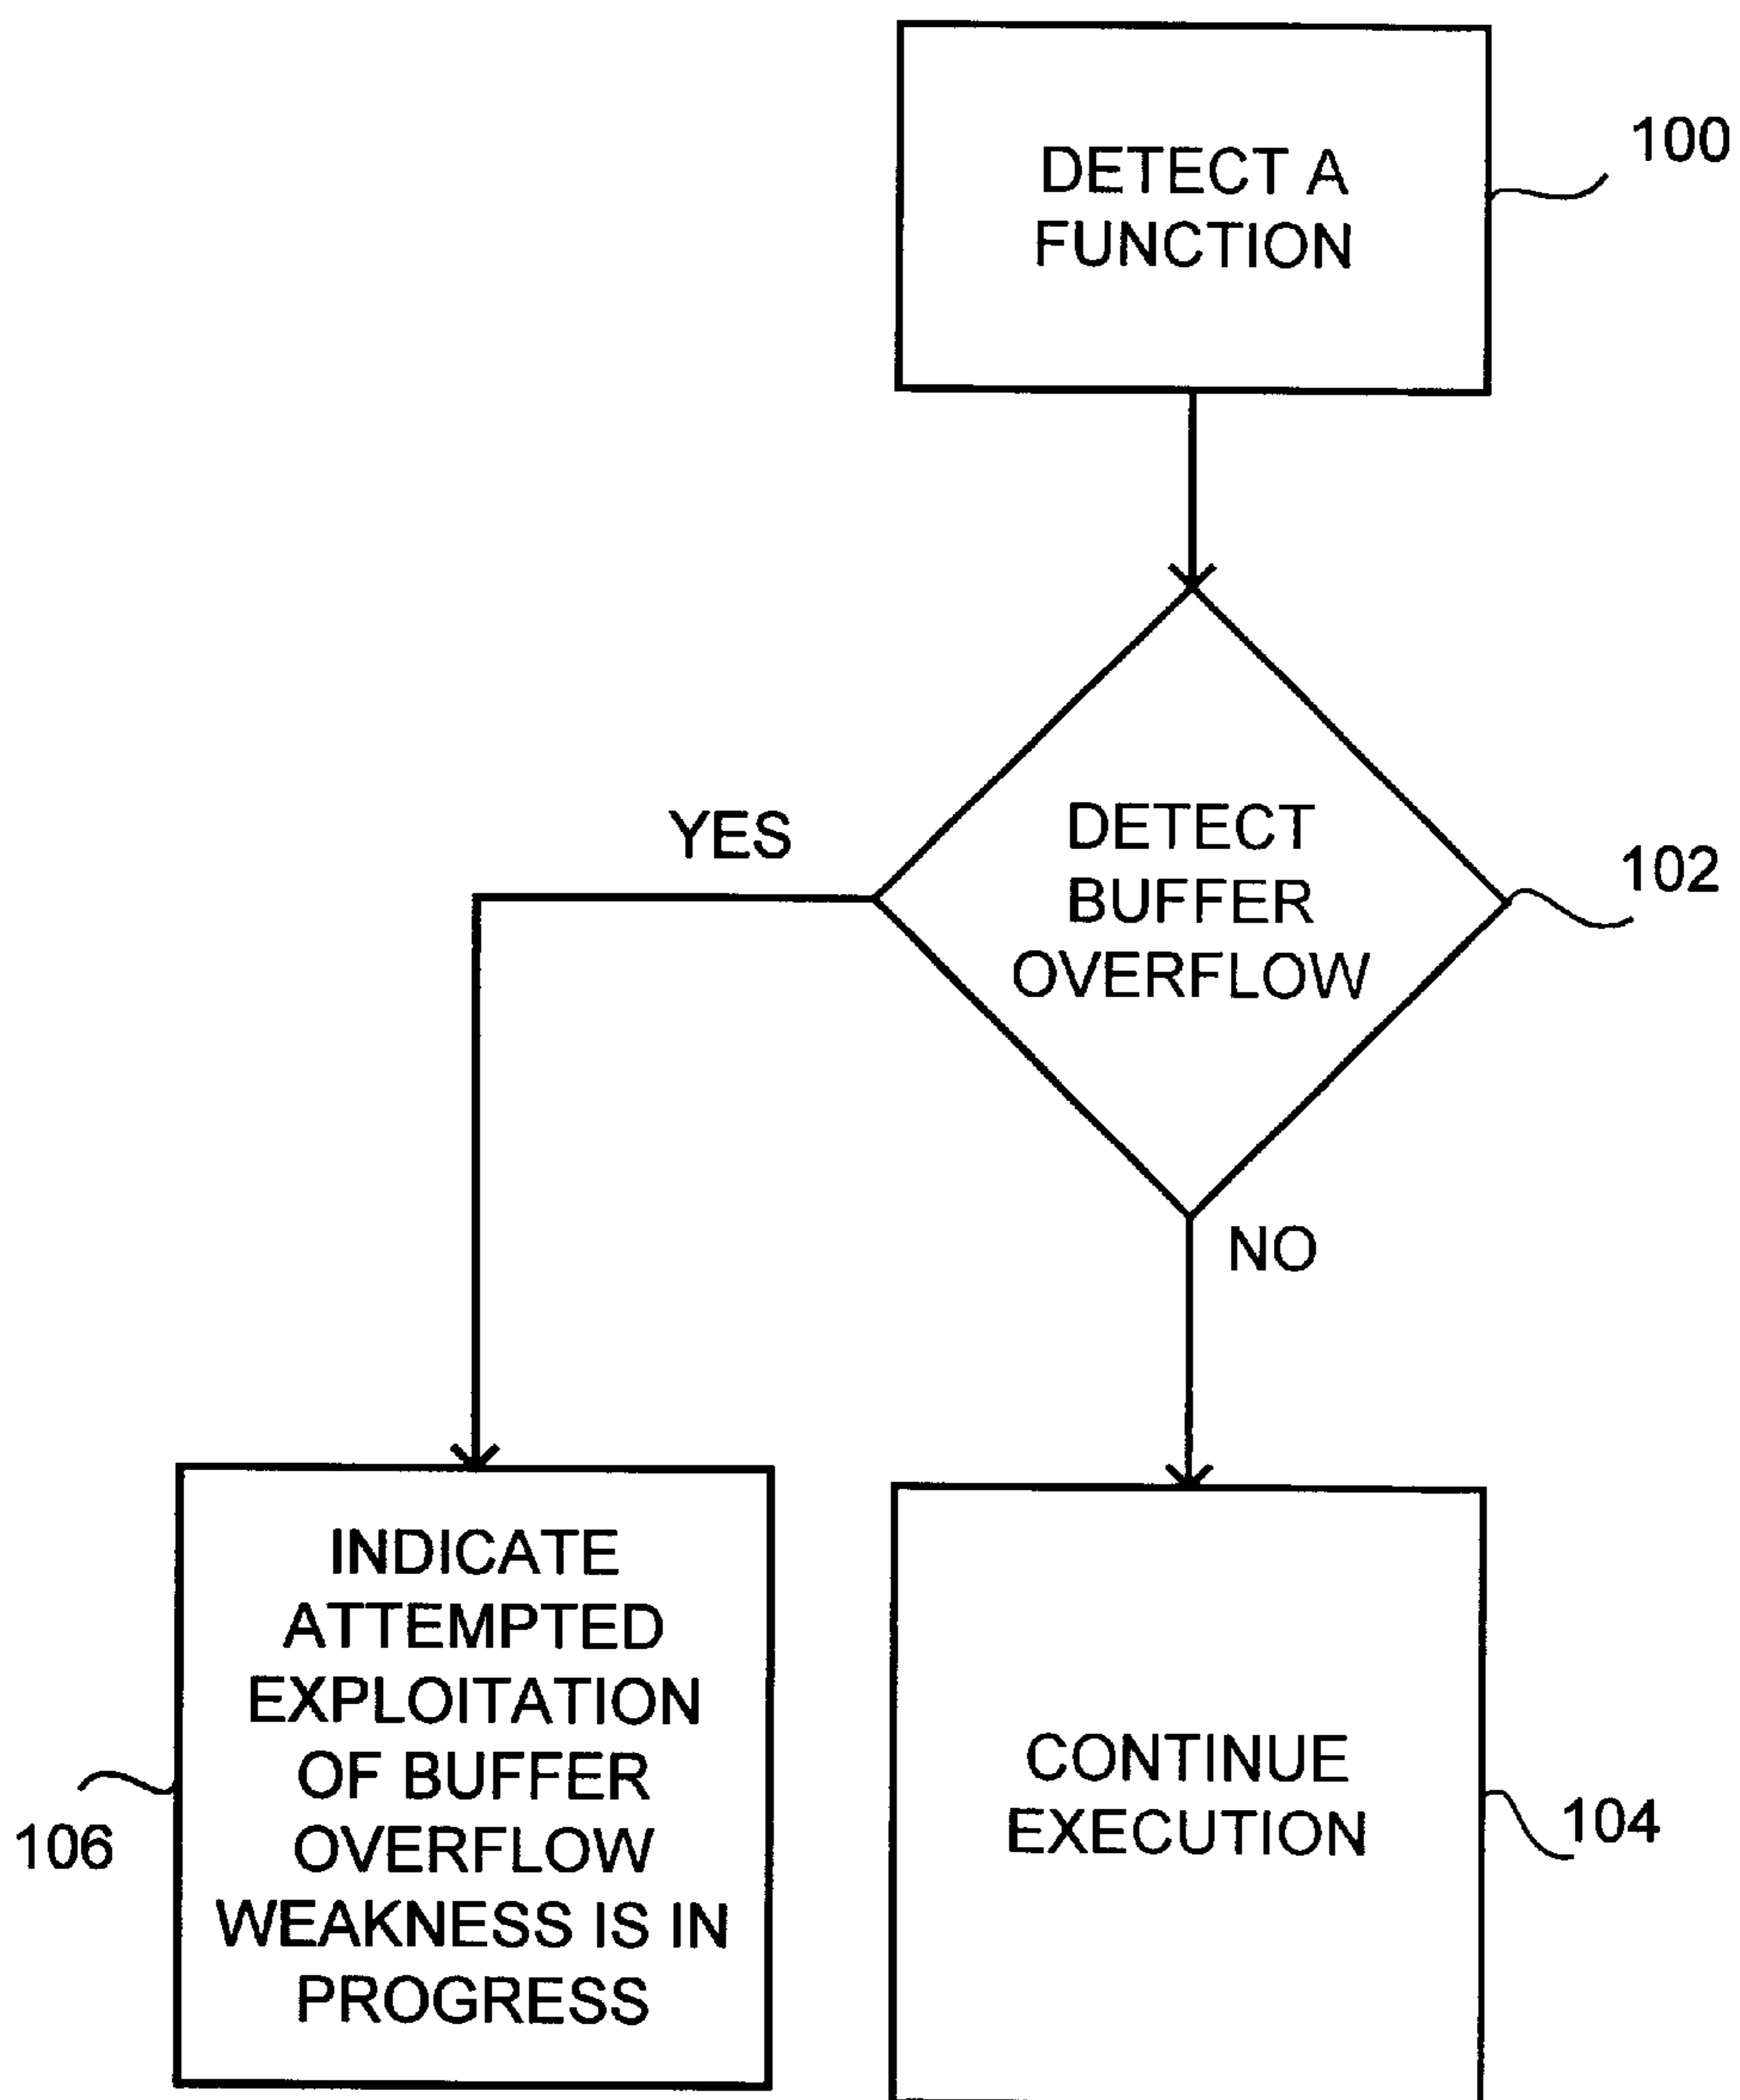 DETECT A
FUNCTION
100
DETECT
BUFFER
OVERFLOW
102
YES
NO
INDICATE
ATTEMPTED
EXPLOITATION
OF BUFFER
OVERFLOW
WEAKNESS IS IN
PROGRESS
106
CONTINUE
EXECUTION
104